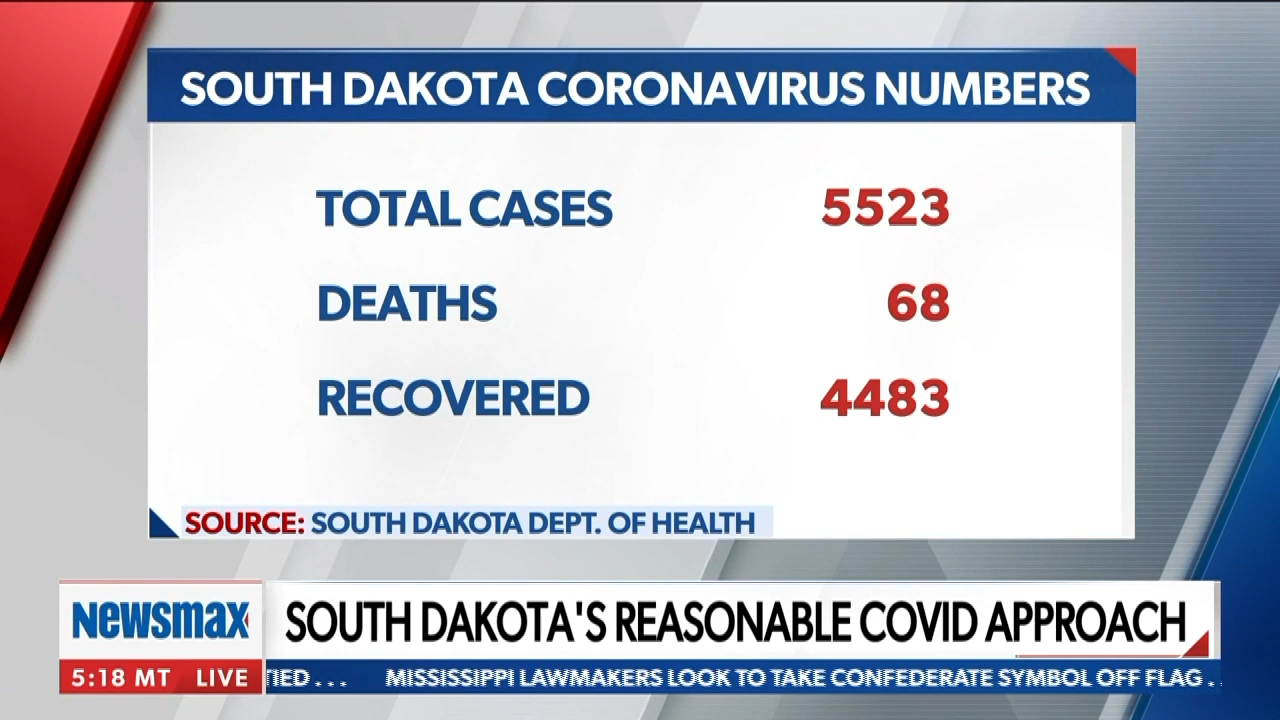 SOUTH DAKOTA CORONAVIRUS NUMBERS
TOTAL CASES 5523
DEATHS 68
RECOVERED 4483
SOURCE: SOUTH DAKOTA DEPT. OF HEALTH
NEWSMAX
SOUTH DAKOTA'S REASONABLE COVID APPROACH
5:18 MT LIVE
TIED . . . MISSISSIPPI LAWMAKERS LOOK TO TAKE CONFEDERATE SYMBOL OFF FLAG . .